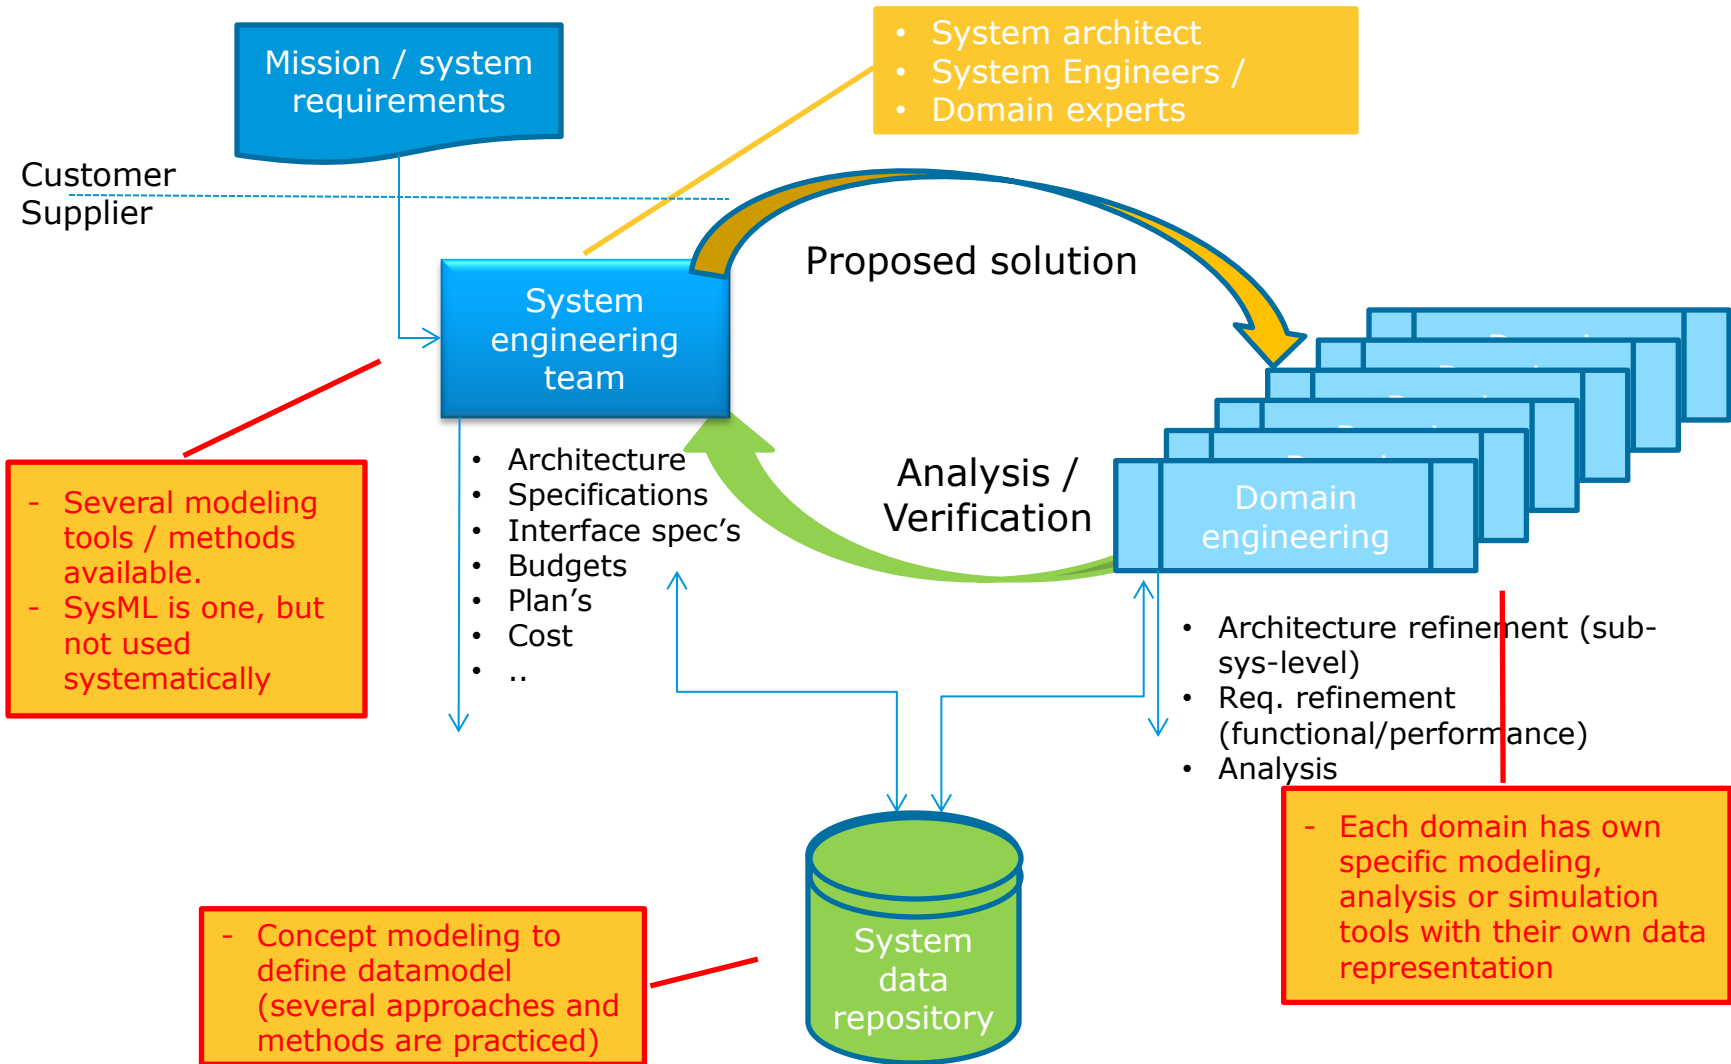 Mission / system
requirements
• System architect
• System Engineers /
• Domain experts
Customer
Supplier
Proposed solution
System
engineering
team
Analysis /
Verification
Domain
engineering
- Several modeling
tools / methods
available.
- SysML is one, but
not used
systematically
• Architecture
• Specifications
• Interface spec’s
• Budgets
• Plan’s
• Cost
• ..
• Architecture refinement (sub-
sys-level)
• Req. refinement
(functional/performance)
• Analysis
- Each domain has own
specific modeling,
analysis or simulation
tools with their own data
representation
System
data
repository
- Concept modeling to
define datamodel
(several approaches and
methods are practiced)